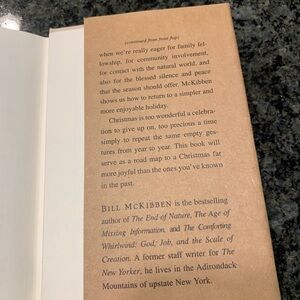 (continued from front flap)
when we're really eager for family fel-
lowship, for community involvement,
for contact with the natural world, and
also for the blessed silence and peace
that the season should offer. McKibben
shows us how to return to a simpler and
more enjoyable holiday.
Christmas is too wonderful a celebra-
tion to give up on, too precious a time
simply to repeat the same empty ges-
tures from year to year. This book will
serve as a road map to a Christmas far
more joyful than the ones you've known
in the past.
BILL MCKIBBEN is the bestselling
author of The End of Nature, The Age of
Missing Information, and The Comforting
Whirlwind: God, Job, and the Scale of
Creation. A former staff writer for The
New Yorker, he lives in the Adirondack
Mountains of upstate New York.